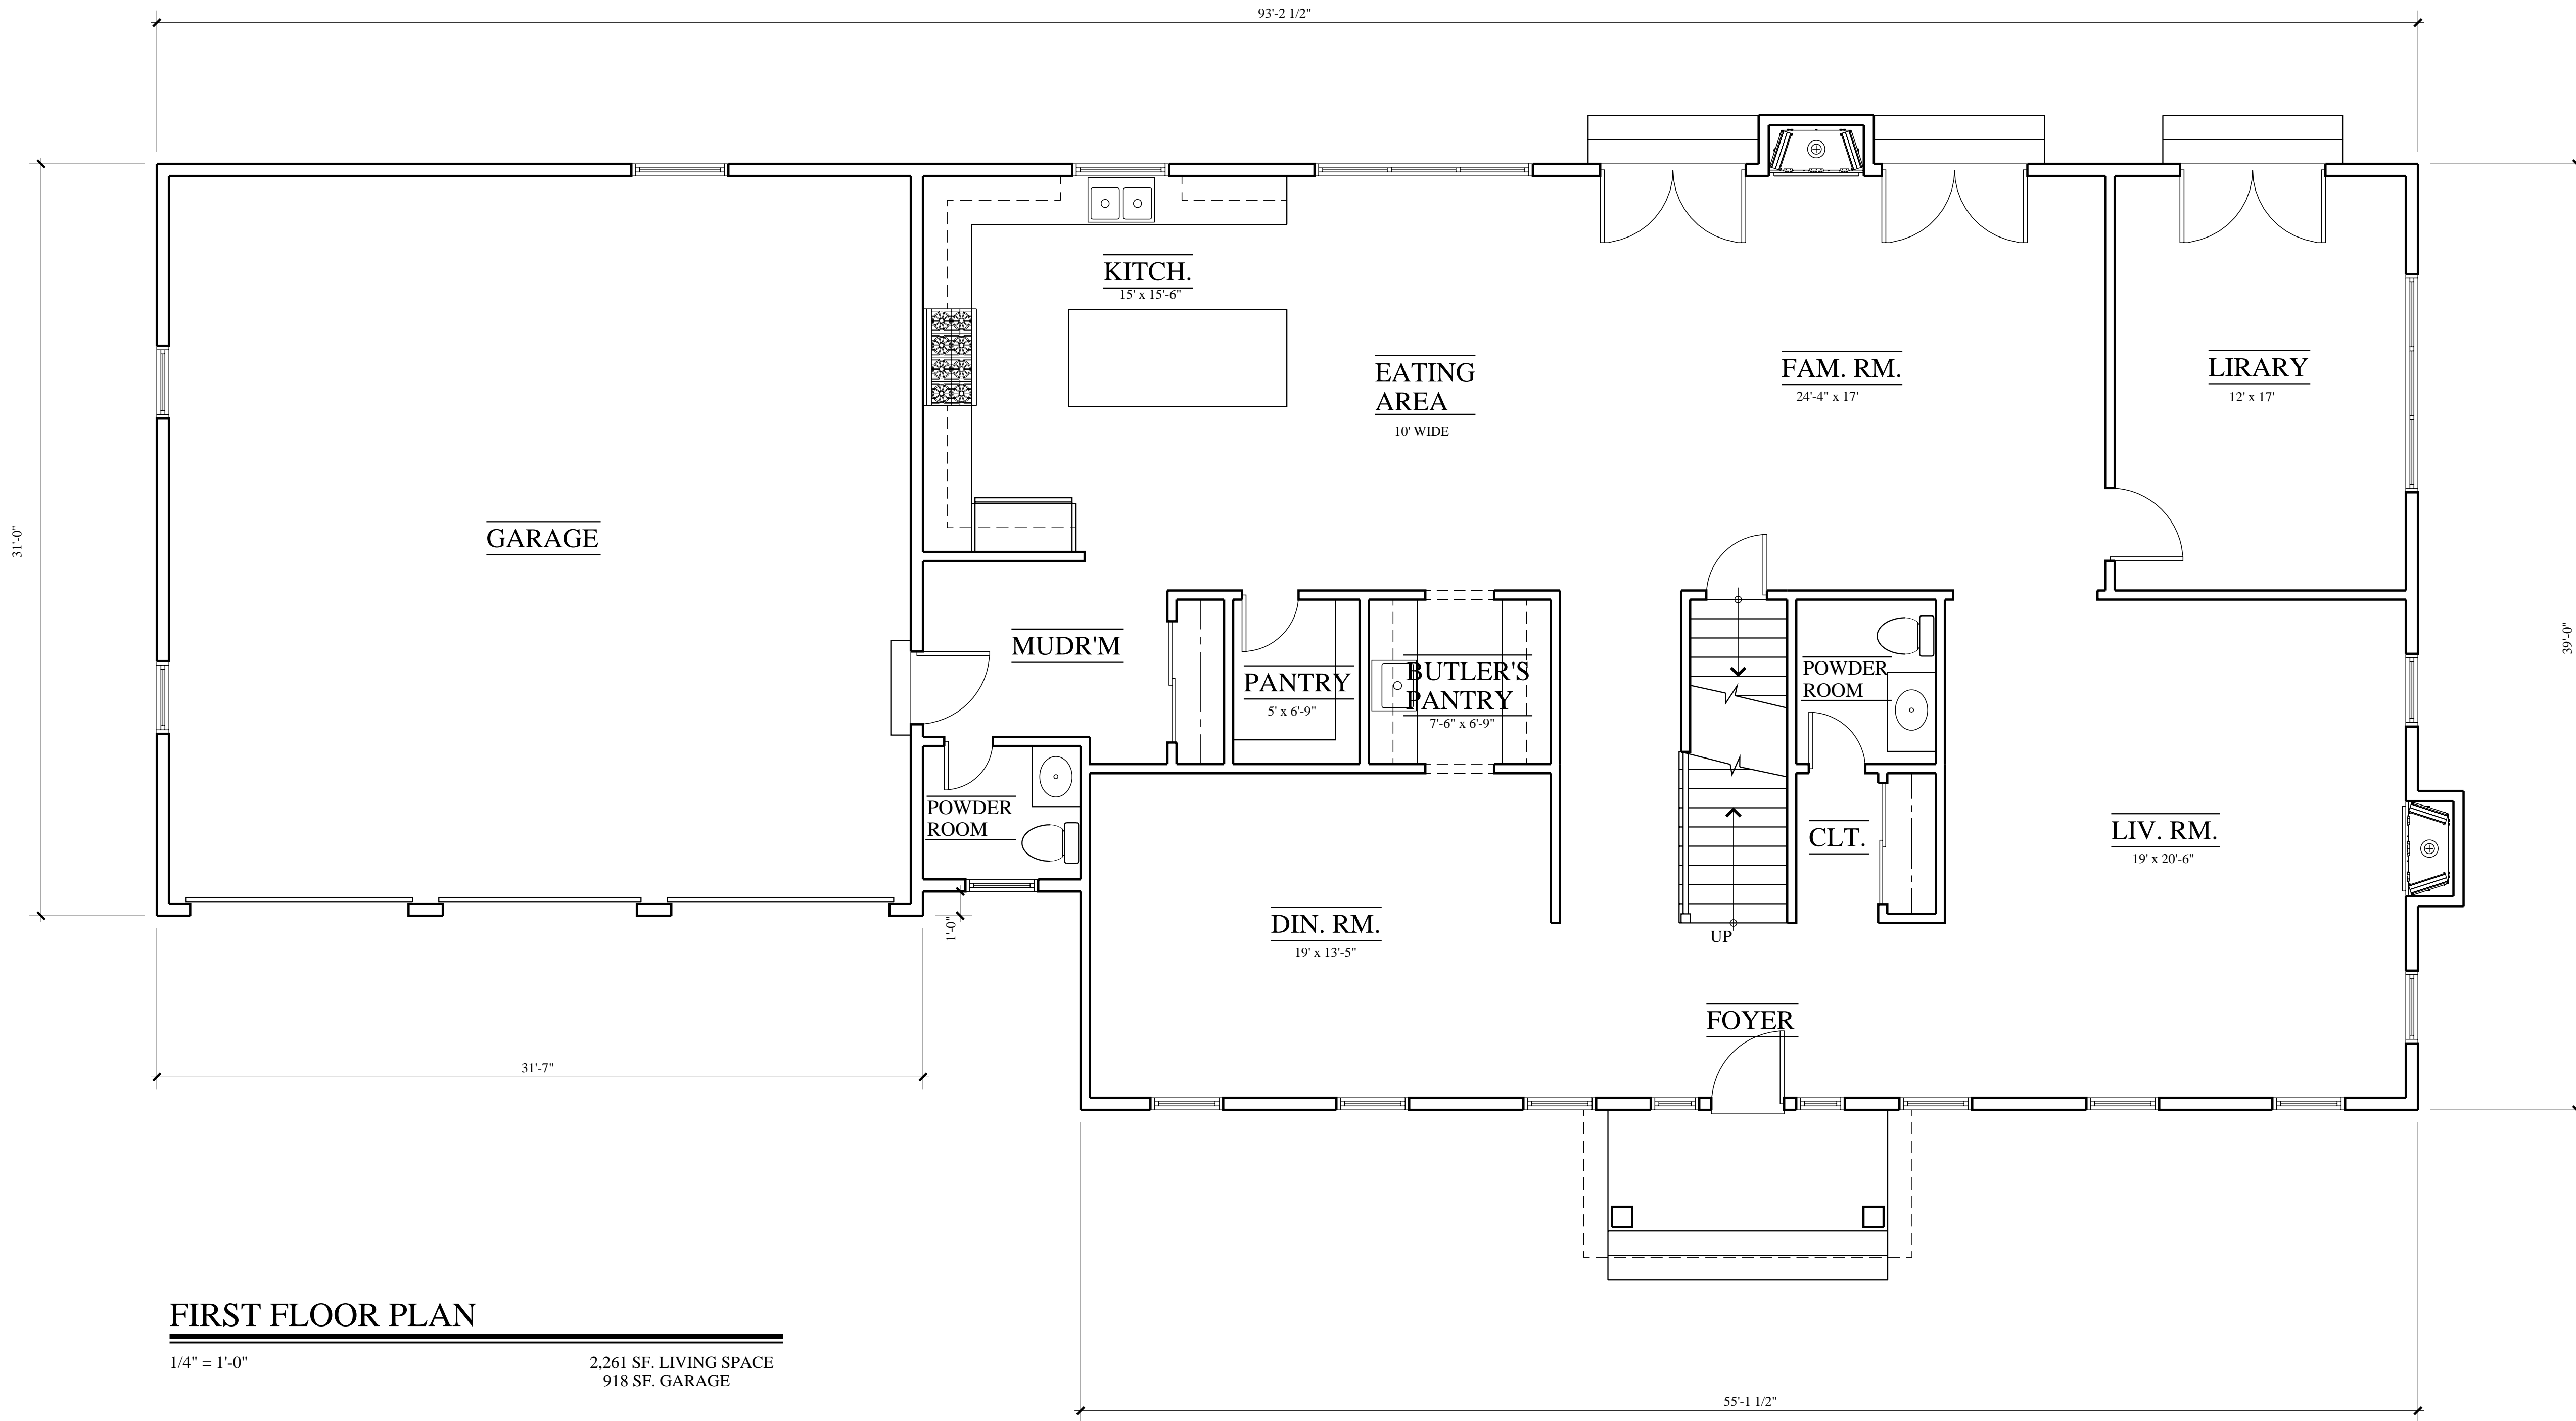 93'-2 1/2"
KITCH.
15' x 15'-6"
EATING
AREA
10' WIDE
FAM. RM.
24'-4" x 17'
LIRARY
12' x 17'
31'-0"
GARAGE
39'-0"
MUDR'M
PANTRY
5' x 6'-9"
BUTLER'S
PANTRY
7'-6" x 6'-9"
POWDER
ROOM
POWDER
ROOM
CLT.
LIV. RM.
19' x 20'-6"
DIN. RM.
19' x 13'-5"
1'-0"
UP
FOYER
31'-7"
FIRST FLOOR PLAN
1/4" = 1'-0"
2,261 SF. LIVING SPACE
918 SF. GARAGE
55'-1 1/2"